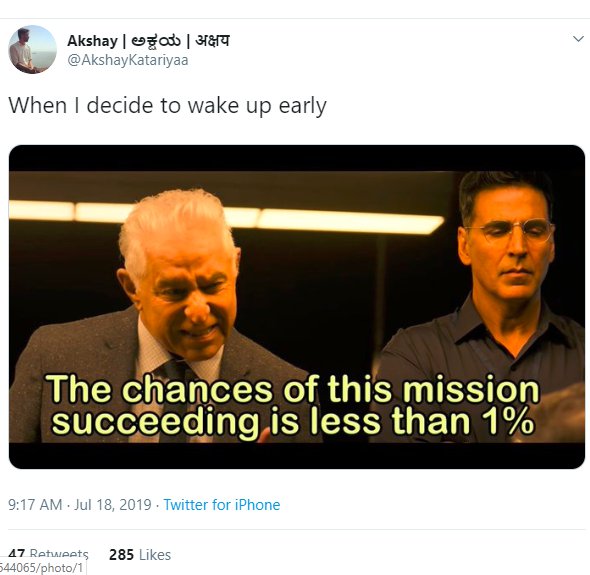 Akshay | ಅಕ್ಷಯ | अक्षय
@AkshayKatariyaa
When I decide to wake up early
The chances of this mission
succeeding is less than 1%
9:17 AM · Jul 18, 2019 · Twitter for iPhone
47 Retweets 285 Likes
544065/photo/1